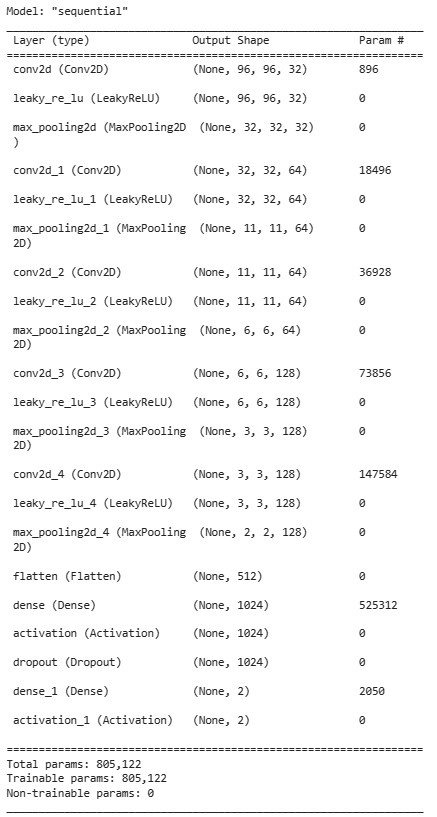 Model: "sequential"
Layer (type) Output Shape Param #
conv2d (Conv2D) (None, 96, 96, 32) 896
leaky_re_lu (LeakyReLU) (None, 96, 96, 32) 0
max_pooling2d (MaxPooling2D (None, 32, 32, 32) 0
)
conv2d_1 (Conv2D) (None, 32, 32, 64) 18496
leaky_re_lu_1 (LeakyReLU) (None, 32, 32, 64) 0
max_pooling2d_1 (MaxPooling (None, 11, 11, 64) 0
2D)
conv2d_2 (Conv2D) (None, 11, 11, 64) 36928
leaky_re_lu_2 (LeakyReLU) (None, 11, 11, 64) 0
max_pooling2d_2 (MaxPooling (None, 6, 6, 64) 0
2D)
conv2d_3 (Conv2D) (None, 6, 6, 128) 73856
leaky_re_lu_3 (LeakyReLU) (None, 6, 6, 128) 0
max_pooling2d_3 (MaxPooling (None, 3, 3, 128) 0
2D)
conv2d_4 (Conv2D) (None, 3, 3, 128) 147584
leaky_re_lu_4 (LeakyReLU) (None, 3, 3, 128) 0
max_pooling2d_4 (MaxPooling (None, 2, 2, 128) 0
2D)
flatten (Flatten) (None, 512) 0
dense (Dense) (None, 1024) 525312
activation (Activation) (None, 1024) 0
dropout (Dropout) (None, 1024) 0
dense_1 (Dense) (None, 2) 2050
activation_1 (Activation) (None, 2) 0
Total params: 805,122
Trainable params: 805,122
Non-trainable params: 0